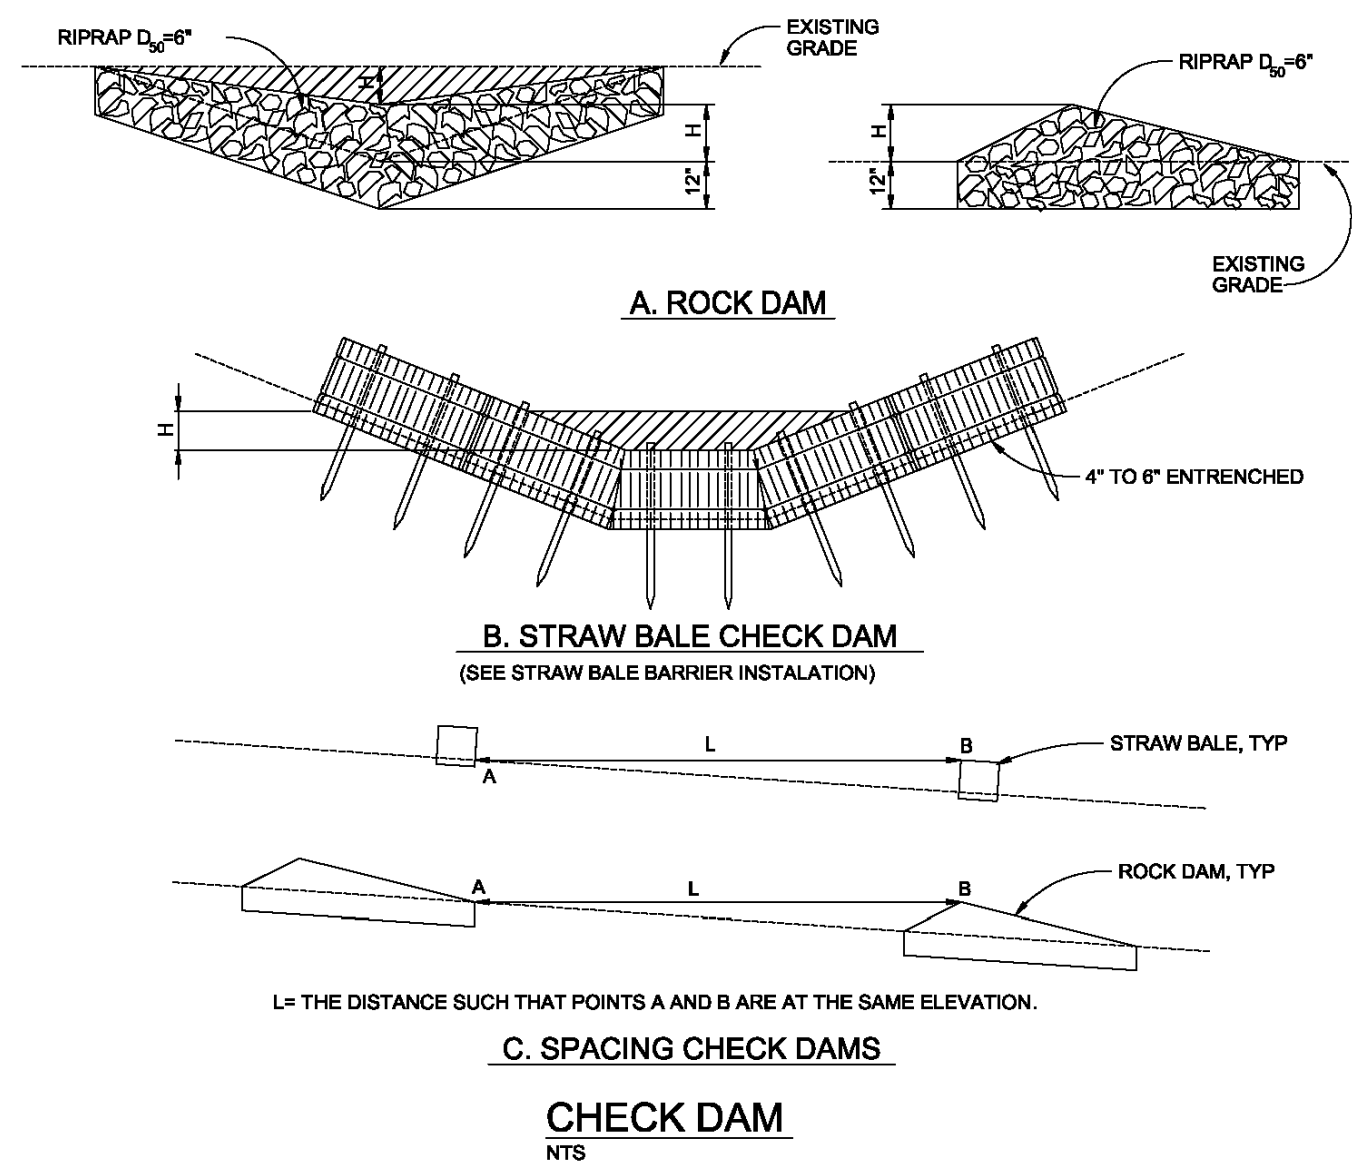 RIPRAP D50=6"
EXISTING
GRADE
H
H
12"
RIPRAP D50=6"
H
12"
EXISTING
GRADE
A. ROCK DAM
H
4" TO 6" ENTRENCHED
B. STRAW BALE CHECK DAM
(SEE STRAW BALE BARRIER INSTALATION)
L
B
STRAW BALE, TYP
A
A
L
B
ROCK DAM, TYP
L= THE DISTANCE SUCH THAT POINTS A AND B ARE AT THE SAME ELEVATION.
C. SPACING CHECK DAMS
CHECK DAM
NTS